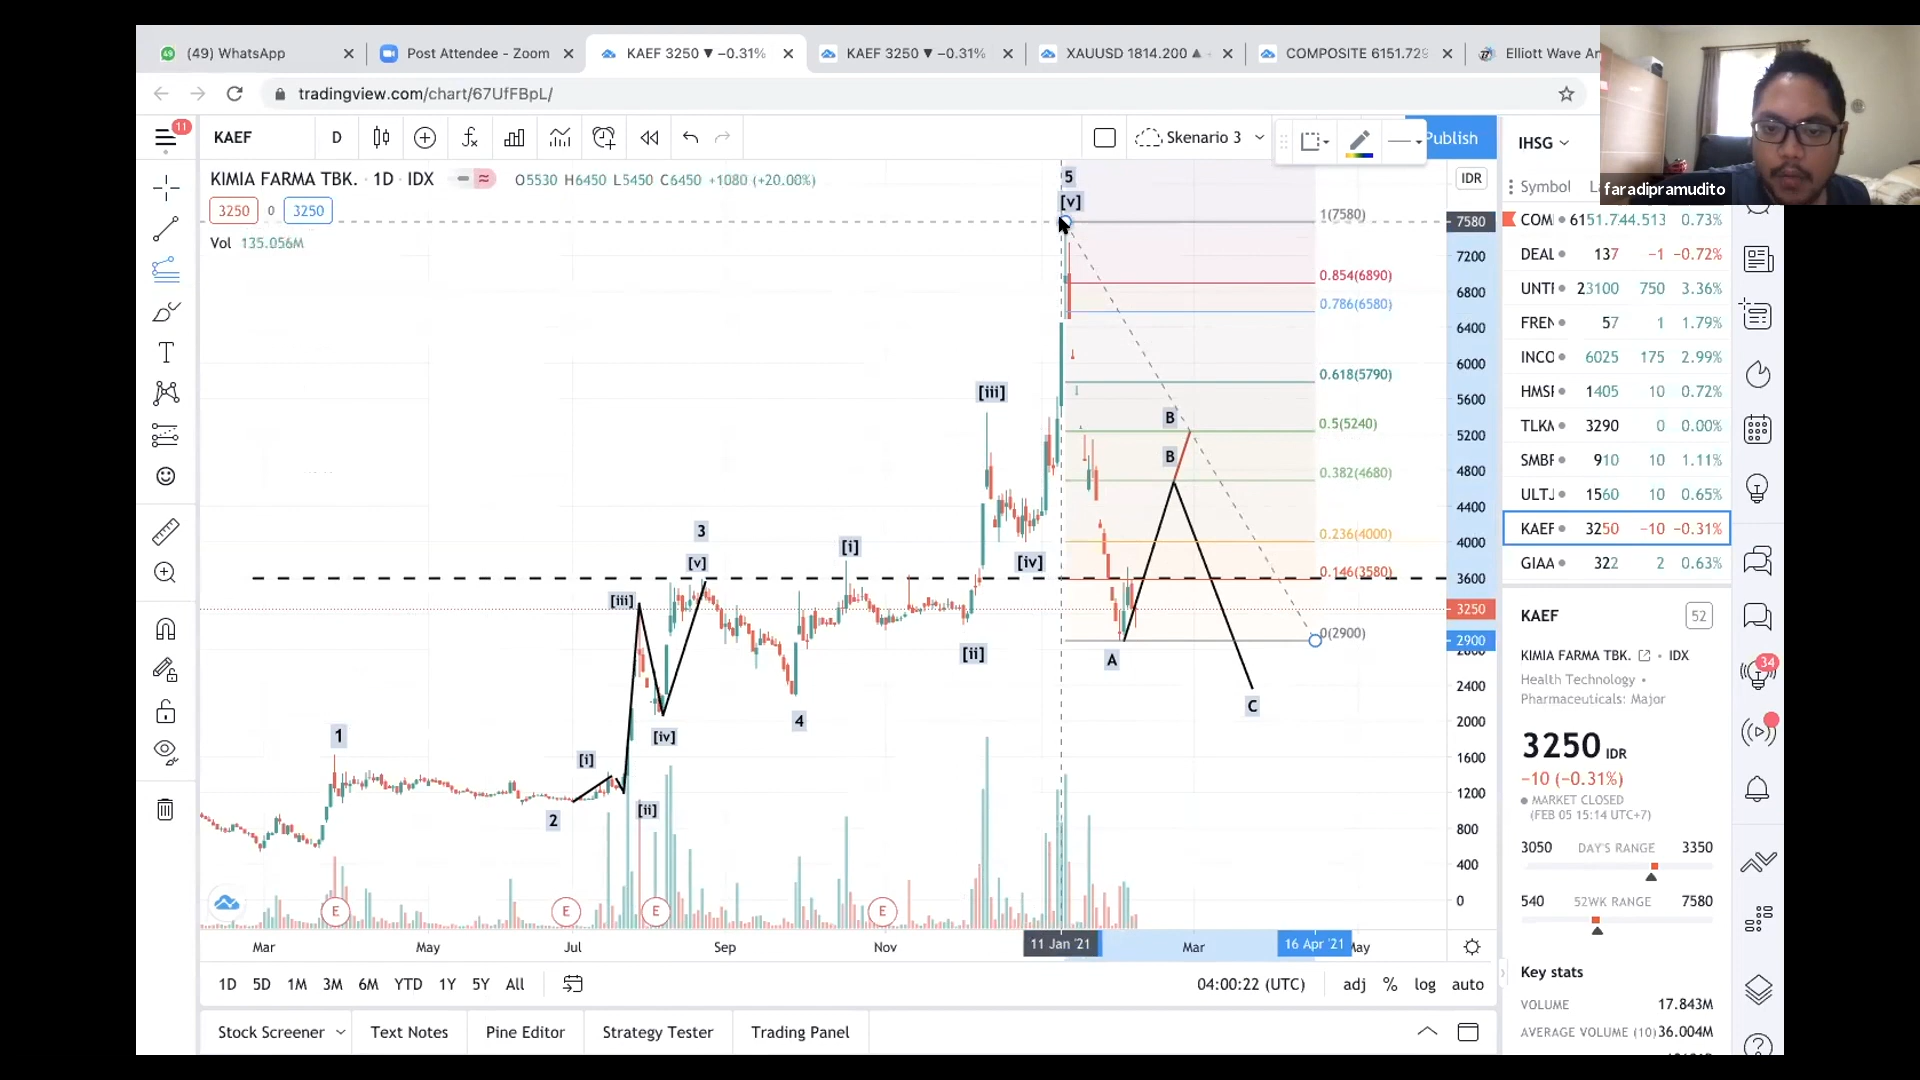 (49) WhatsApp
Post Attendee - Zoom
KAEF 3250 ▼ −0.31%
KAEF 3250 ▼ −0.31%
XAUUSD 1814.200 ▲
COMPOSITE 6151.729
Elliott Wave An
tradingview.com/chart/67UfFBpL/
11
KAEF
D
Skenario 3
Publish
IHSG
faradipramudito
KIMIA FARMA TBK. · 1D · IDX
O5530 H6450 L5450 C6450 +1080 (+20.00%)
IDR
3250 0 3250
Vol 135.056M
Symbol
5
[v]
1(7580)
0.854(6890)
0.786(6580)
0.618(5790)
0.5(5240)
0.382(4680)
0.236(4000)
0.146(3580)
0(2900)
B
B
A
C
[iii]
[iv]
[i]
[ii]
3
[v]
[iii]
[iv]
4
[i]
[ii]
1
2
E
E
E
E
7580
7200
6800
6400
6000
5600
5200
4800
4400
4000
3600
3250
2900
2400
2000
1600
1200
800
400
0
Mar
May
Jul
Sep
Nov
11 Jan '21
Mar
16 Apr '21
May
1D 5D 1M 3M 6M YTD 1Y 5Y All
04:00:22 (UTC)
adj % log auto
Stock Screener
Text Notes
Pine Editor
Strategy Tester
Trading Panel
COMI 6151.744.513 0.73%
DEAL 137 −1 −0.72%
UNTF 23100 750 3.36%
FREN 57 1 1.79%
INCO 6025 175 2.99%
HMSF 1405 10 0.72%
TLKM 3290 0 0.00%
SMBF 910 10 1.11%
ULTJ 1560 10 0.65%
KAEF 3250 −10 −0.31%
GIAA 322 2 0.63%
KAEF
52
KIMIA FARMA TBK. · IDX
Health Technology •
Pharmaceuticals: Major
3250 IDR
−10 (−0.31%)
MARKET CLOSED
(FEB 05 15:14 UTC+7)
3050 DAY'S RANGE 3350
540 52WK RANGE 7580
Key stats
VOLUME 17.843M
AVERAGE VOLUME (10) 36.004M
34